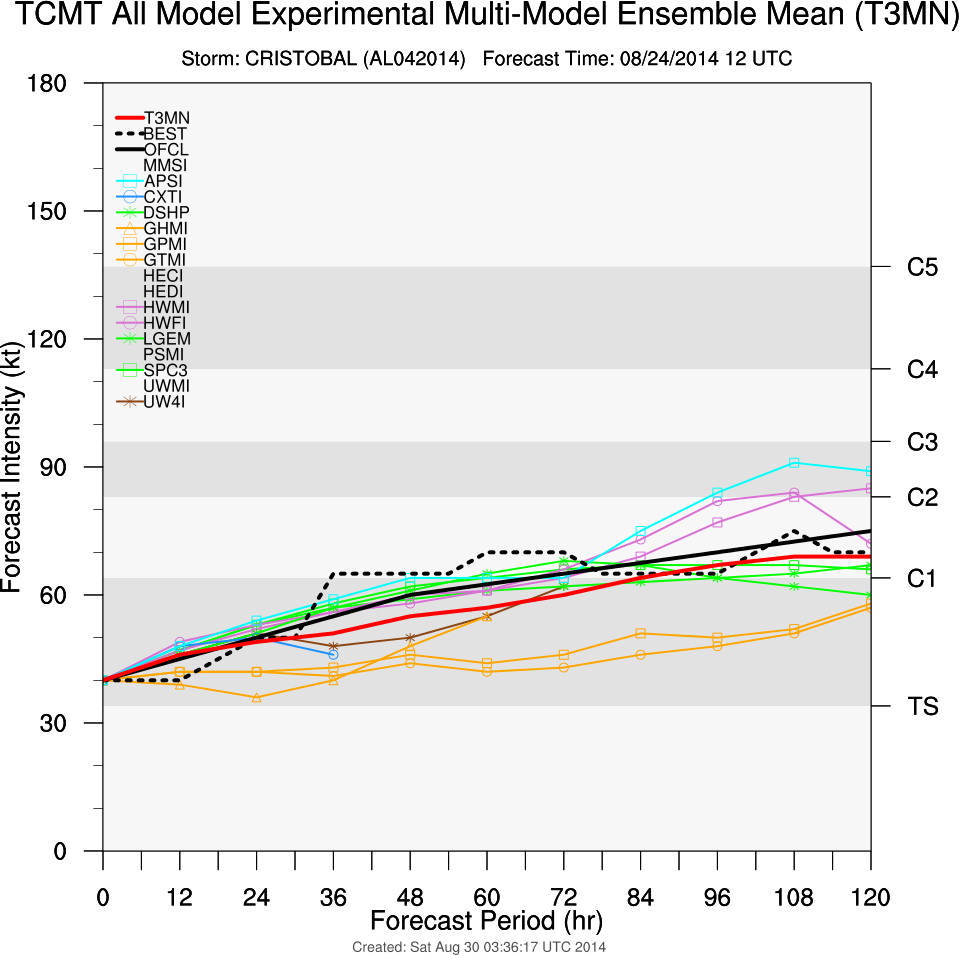 TCMT All Model Experimental Multi-Model Ensemble Mean (T3MN)
Storm: CRISTOBAL (AL042014)   Forecast Time: 08/24/2014 12 UTC
180
150
120
90
60
30
0
Forecast Intensity (kt)
T3MN
BEST
OFCL
MMSI
APSI
CXTI
DSHP
GHMI
GPMI
GTMI
HECI
HEDI
HWMI
HWFI
LGEM
PSMI
SPC3
UWMI
UW4I
C5
C4
C3
C2
C1
TS
0 12 24 36 48 60 72 84 96 108 120
Forecast Period (hr)
Created: Sat Aug 30 03:36:17 UTC 2014